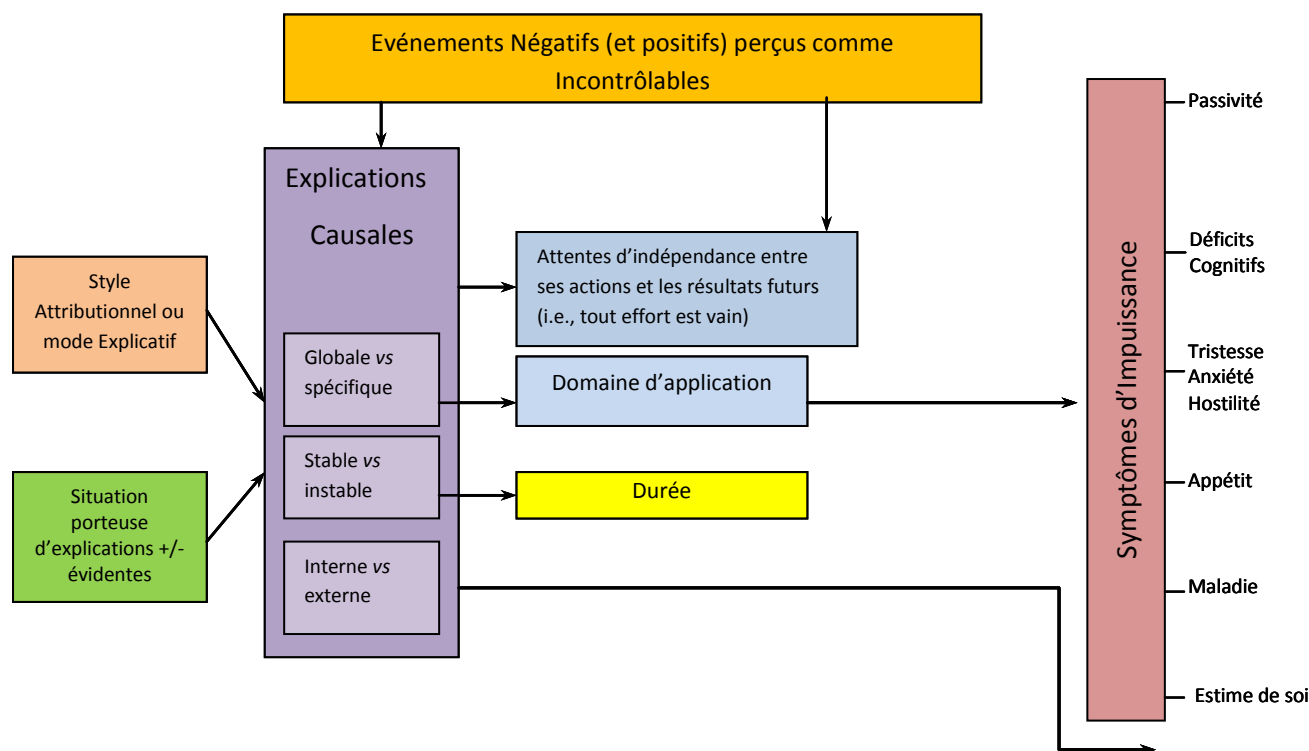 Evénements Négatifs (et positifs) perçus comme
Incontrôlables
Explications
Causales
Style
Attributionnel ou
mode Explicatif
Situation
porteuse
d’explications +/-
évidentes
Globale vs
spécifique
Stable vs
instable
Interne vs
externe
Attentes d’indépendance entre
ses actions et les résultats futurs
(i.e., tout effort est vain)
Domaine d’application
Durée
Symptômes d’Impuissance
Passivité
Déficits
Cognitifs
Tristesse
Anxiété
Hostilité
Appétit
Maladie
Estime de soi